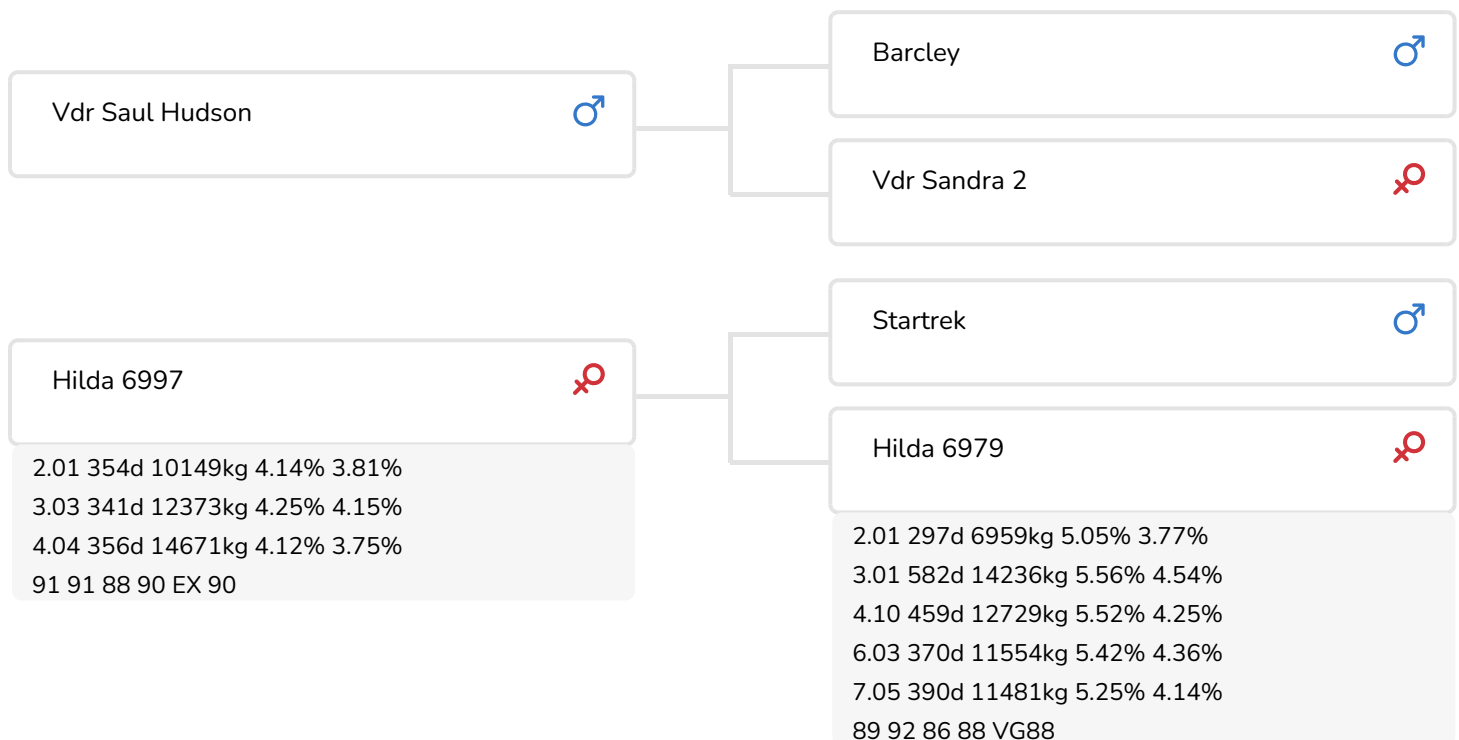 Vdr Saul Hudson
Barcley
Vdr Sandra 2
Hilda 6997
2.01 354d 10149kg 4.14% 3.81%
3.03 341d 12373kg 4.25% 4.15%
4.04 356d 14671kg 4.12% 3.75%
91 91 88 90 EX 90
Startrek
Hilda 6979
2.01 297d 6959kg 5.05% 3.77%
3.01 582d 14236kg 5.56% 4.54%
4.10 459d 12729kg 5.52% 4.25%
6.03 370d 11554kg 5.42% 4.36%
7.05 390d 11481kg 5.25% 4.14%
89 92 86 88 VG88